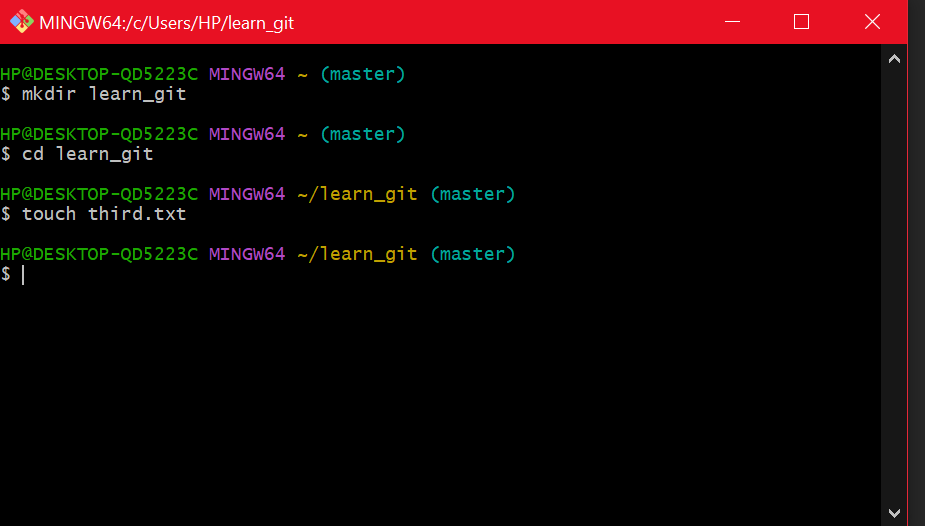 MINGW64:/c/Users/HP/learn_git
HP@DESKTOP-QD5223C MINGW64 ~ (master)
$ mkdir learn_git
HP@DESKTOP-QD5223C MINGW64 ~ (master)
$ cd learn_git
HP@DESKTOP-QD5223C MINGW64 ~/learn_git (master)
$ touch third.txt
HP@DESKTOP-QD5223C MINGW64 ~/learn_git (master)
$